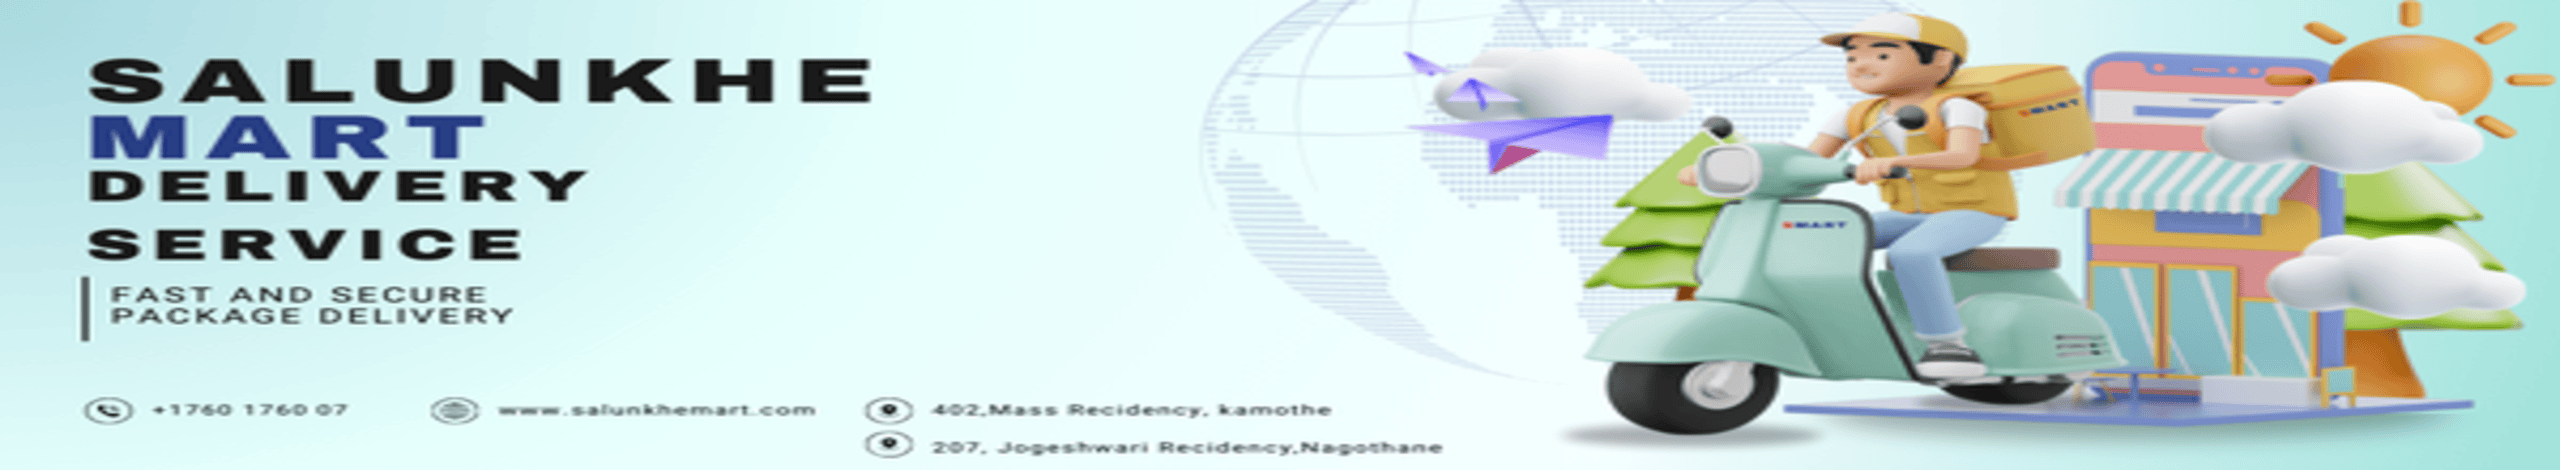 SALUNKHE
MART
DELIVERY
SERVICE
FAST AND SECURE
PACKAGE DELIVERY
+1760 1760 07
www.salunkhemart.com
402,Mass Recidency, kamothe
207, Jogeshwari Recidency,Nagothane
SMART
SMART